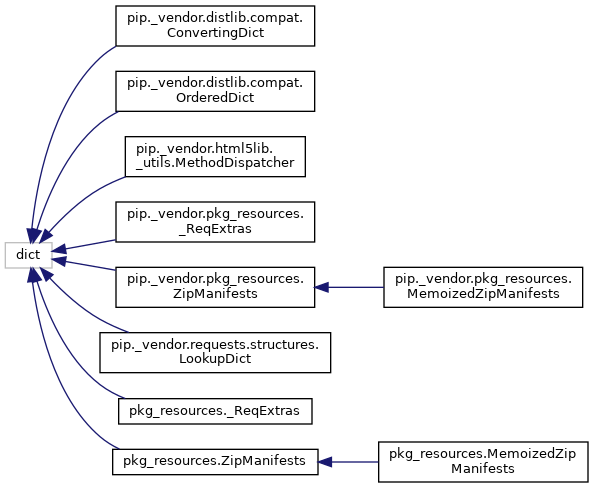 pip._vendor.distlib.compat.
ConvertingDict
pip._vendor.distlib.compat.
OrderedDict
pip._vendor.html5lib.
_utils.MethodDispatcher
pip._vendor.pkg_resources.
_ReqExtras
dict
pip._vendor.pkg_resources.
ZipManifests
pip._vendor.pkg_resources.
MemoizedZipManifests
pip._vendor.requests.structures.
LookupDict
pkg_resources._ReqExtras
pkg_resources.ZipManifests
pkg_resources.MemoizedZip
Manifests